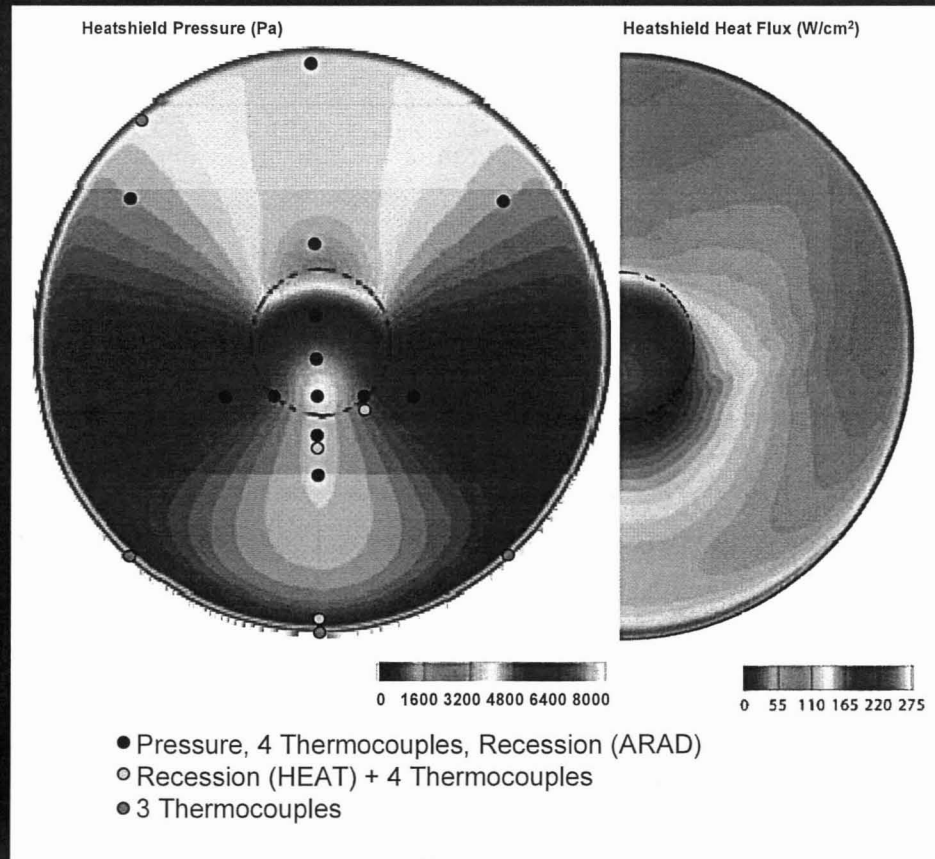 Heatshield Pressure (Pa)
Heatshield Heat Flux (W/cm²)
0 1600 3200 4800 6400 8000
0 55 110 165 220 275
Pressure, 4 Thermocouples, Recession (ARAD)
Recession (HEAT) + 4 Thermocouples
3 Thermocouples